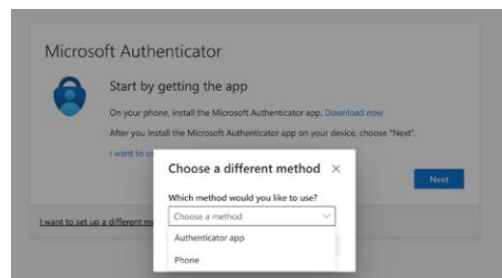 Microsoft Authenticator
Start by getting the app
On your phone, install the Microsoft Authenticator app. Download now
After you install the Microsoft Authenticator app on your device, choose "Next".
I want to
Choose a different method
Which method would you like to use?
Next
Choose a method
I want to set up a different
Authenticator app
Phone